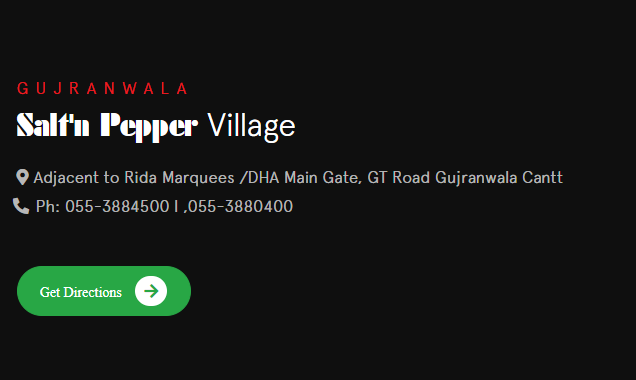 GUJRANWALA
Salt'n Pepper Village
Adjacent to Rida Marquees /DHA Main Gate, GT Road Gujranwala Cantt
Ph: 055-3884500 | ,055-3880400
Get Directions